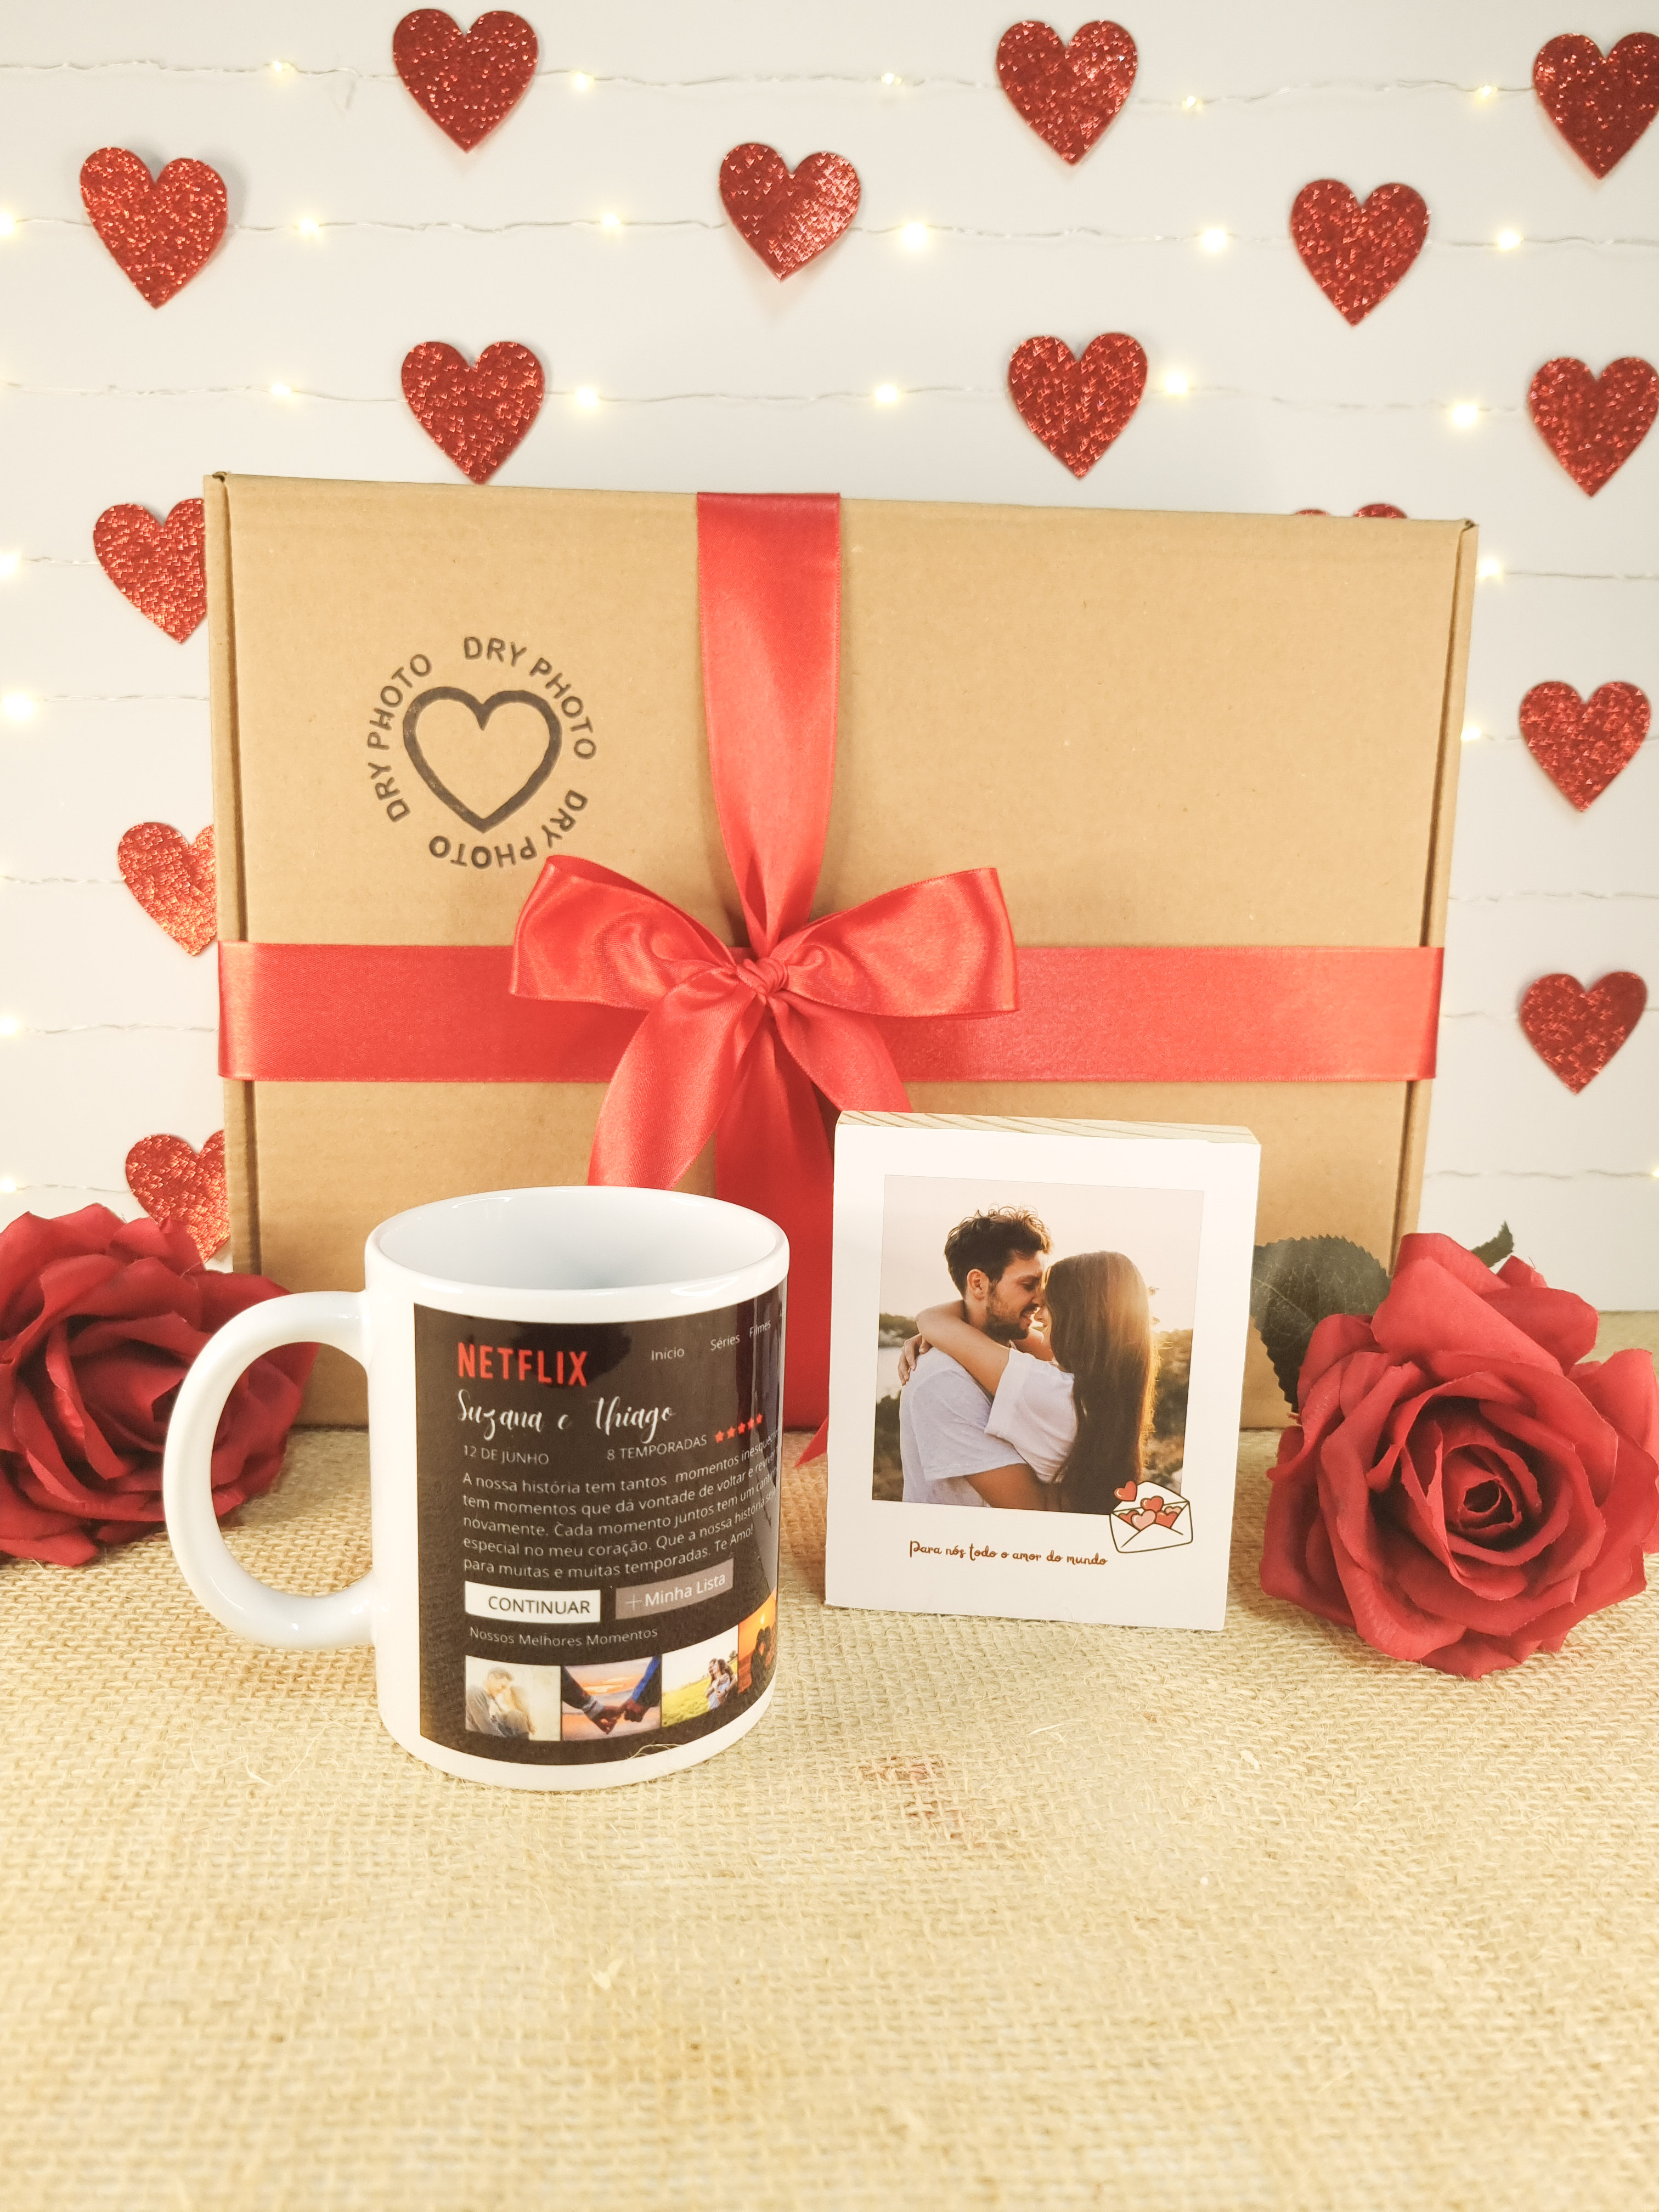 DRY PHOTO DRY PHOTO DRY PHOTO DRY PHOTO
NETFLIX
Início Séries Filmes
Suzana e Thiago
12 DE JUNHO 8 TEMPORADAS
A nossa história tem tantos momentos
tem momentos que dá vontade de voltar e
novamente. Cada momento juntos tem um
especial no meu coração. Que a nossa história
para muitas e muitas temporadas. Te Amo!
CONTINUAR +Minha Lista
Nossos Melhores Momentos
Para nós todo o amor do mundo